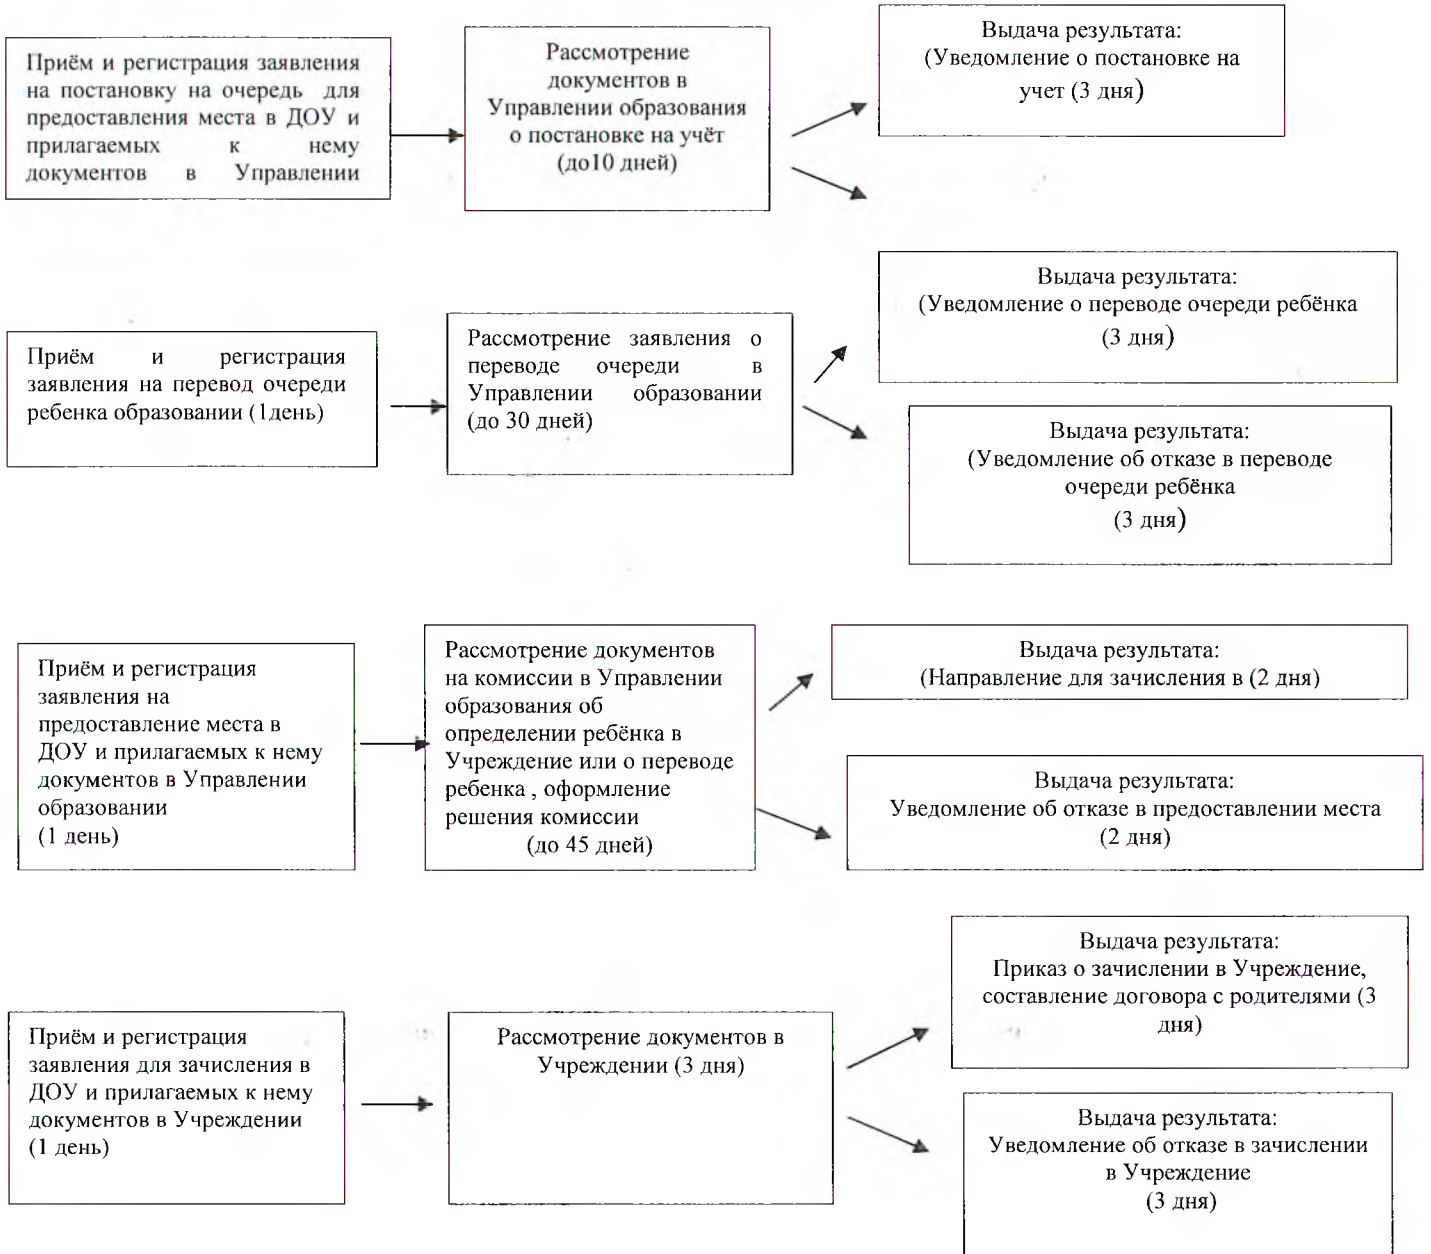 Приём и регистрация заявления
на постановку на очередь для
предоставления места в ДОУ и
прилагаемых к нему
документов в Управлении
Рассмотрение
документов в
Управлении образования
о постановке на учёт
(до10 дней)
Выдача результата:
(Уведомление о постановке на
учет (3 дня)
Приём и регистрация
заявления на перевод очереди
ребенка образовании (1день)
Рассмотрение заявления о
переводе очереди в
Управлении образовании
(до 30 дней)
Выдача результата:
(Уведомление о переводе очереди ребёнка
(3 дня)
Выдача результата:
(Уведомление об отказе в переводе
очереди ребёнка
(3 дня)
Приём и регистрация
заявления на
предоставление места в
ДОУ и прилагаемых к нему
документов в Управлении
образовании
(1 день)
Рассмотрение документов
на комиссии в Управлении
образования об
определении ребёнка в
Учреждение или о переводе
ребенка , оформление
решения комиссии
(до 45 дней)
Выдача результата:
(Направление для зачисления в (2 дня)
Выдача результата:
Уведомление об отказе в предоставлении места
(2 дня)
Приём и регистрация
заявления для зачисления в
ДОУ и прилагаемых к нему
документов в Учреждении
(1 день)
Рассмотрение документов в
Учреждении (3 дня)
Выдача результата:
Приказ о зачислении в Учреждение,
составление договора с родителями (3
дня)
Выдача результата:
Уведомление об отказе в зачислении
в Учреждение
(3 дня)